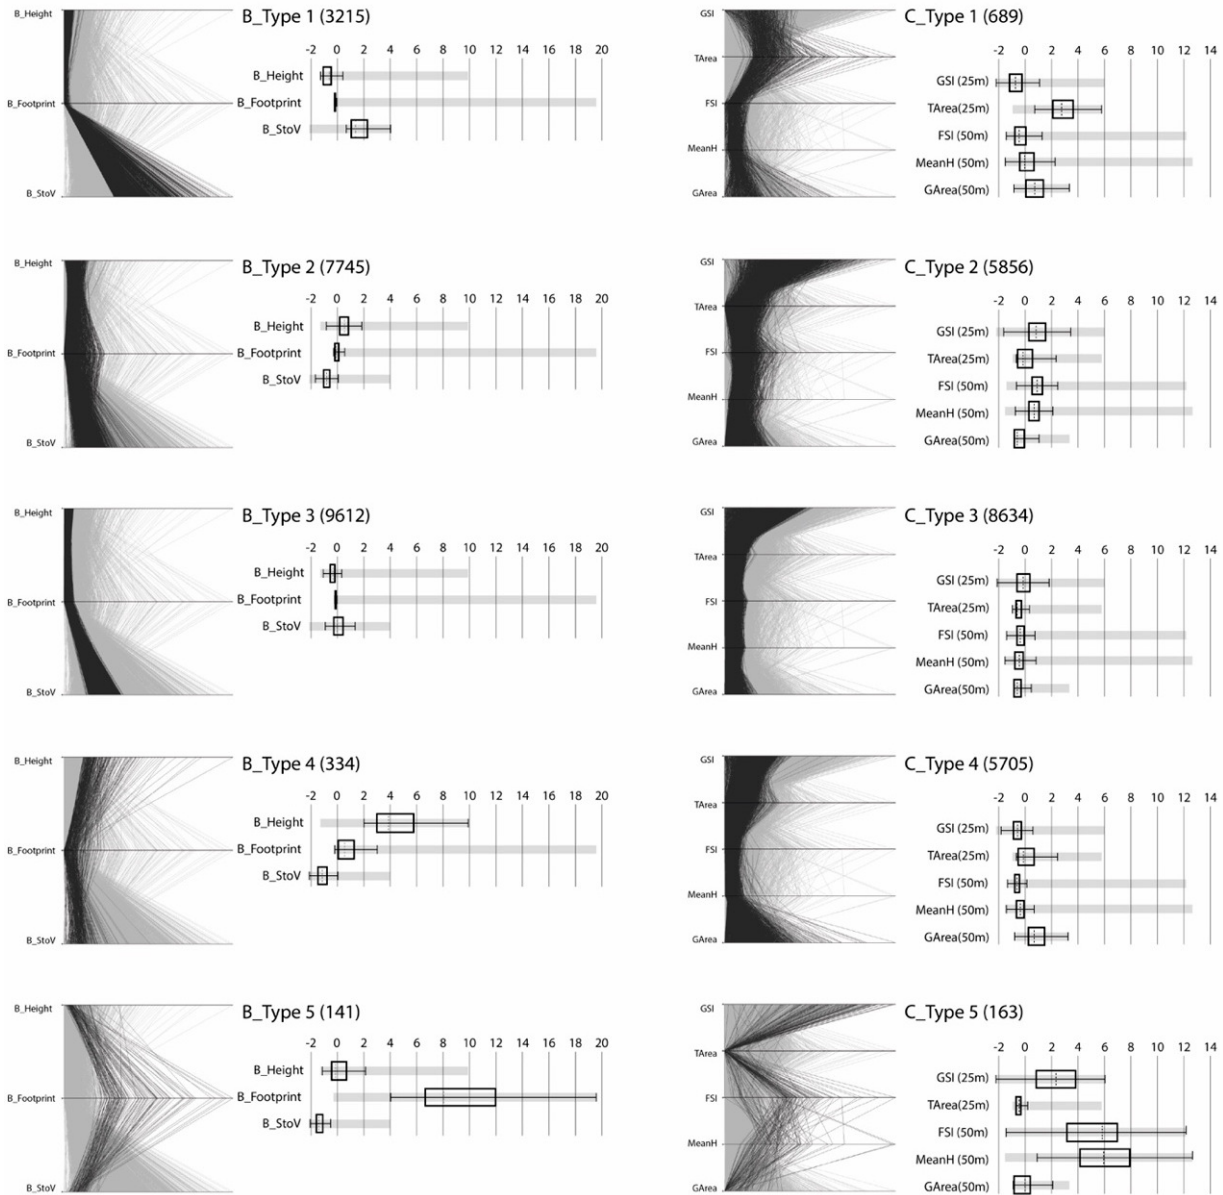 B_Type 1 (3215)
B_Height
B_Footprint
B_StoV
-2 0 2 4 6 8 10 12 14 16 18 20
B_Height
B_Footprint
B_StoV
C_Type 1 (689)
GSI
TArea
FSI
MeanH
GArea
-2 0 2 4 6 8 10 12 14
GSI (25m)
TArea(25m)
FSI (50m)
MeanH (50m)
GArea(50m)
B_Type 2 (7745)
B_Height
B_Footprint
B_StoV
-2 0 2 4 6 8 10 12 14 16 18 20
B_Height
B_Footprint
B_StoV
C_Type 2 (5856)
GSI
TArea
FSI
MeanH
GArea
-2 0 2 4 6 8 10 12 14
GSI (25m)
TArea(25m)
FSI (50m)
MeanH (50m)
GArea(50m)
B_Type 3 (9612)
B_Height
B_Footprint
B_StoV
-2 0 2 4 6 8 10 12 14 16 18 20
B_Height
B_Footprint
B_StoV
C_Type 3 (8634)
GSI
TArea
FSI
MeanH
GArea
-2 0 2 4 6 8 10 12 14
GSI (25m)
TArea(25m)
FSI (50m)
MeanH (50m)
GArea(50m)
B_Type 4 (334)
B_Height
B_Footprint
B_StoV
-2 0 2 4 6 8 10 12 14 16 18 20
B_Height
B_Footprint
B_StoV
C_Type 4 (5705)
GSI
TArea
FSI
MeanH
GArea
-2 0 2 4 6 8 10 12 14
GSI (25m)
TArea(25m)
FSI (50m)
MeanH (50m)
GArea(50m)
B_Type 5 (141)
B_Height
B_Footprint
B_StoV
-2 0 2 4 6 8 10 12 14 16 18 20
B_Height
B_Footprint
B_StoV
C_Type 5 (163)
GSI
TArea
FSI
MeanH
GArea
-2 0 2 4 6 8 10 12 14
GSI (25m)
TArea(25m)
FSI (50m)
MeanH (50m)
GArea(50m)